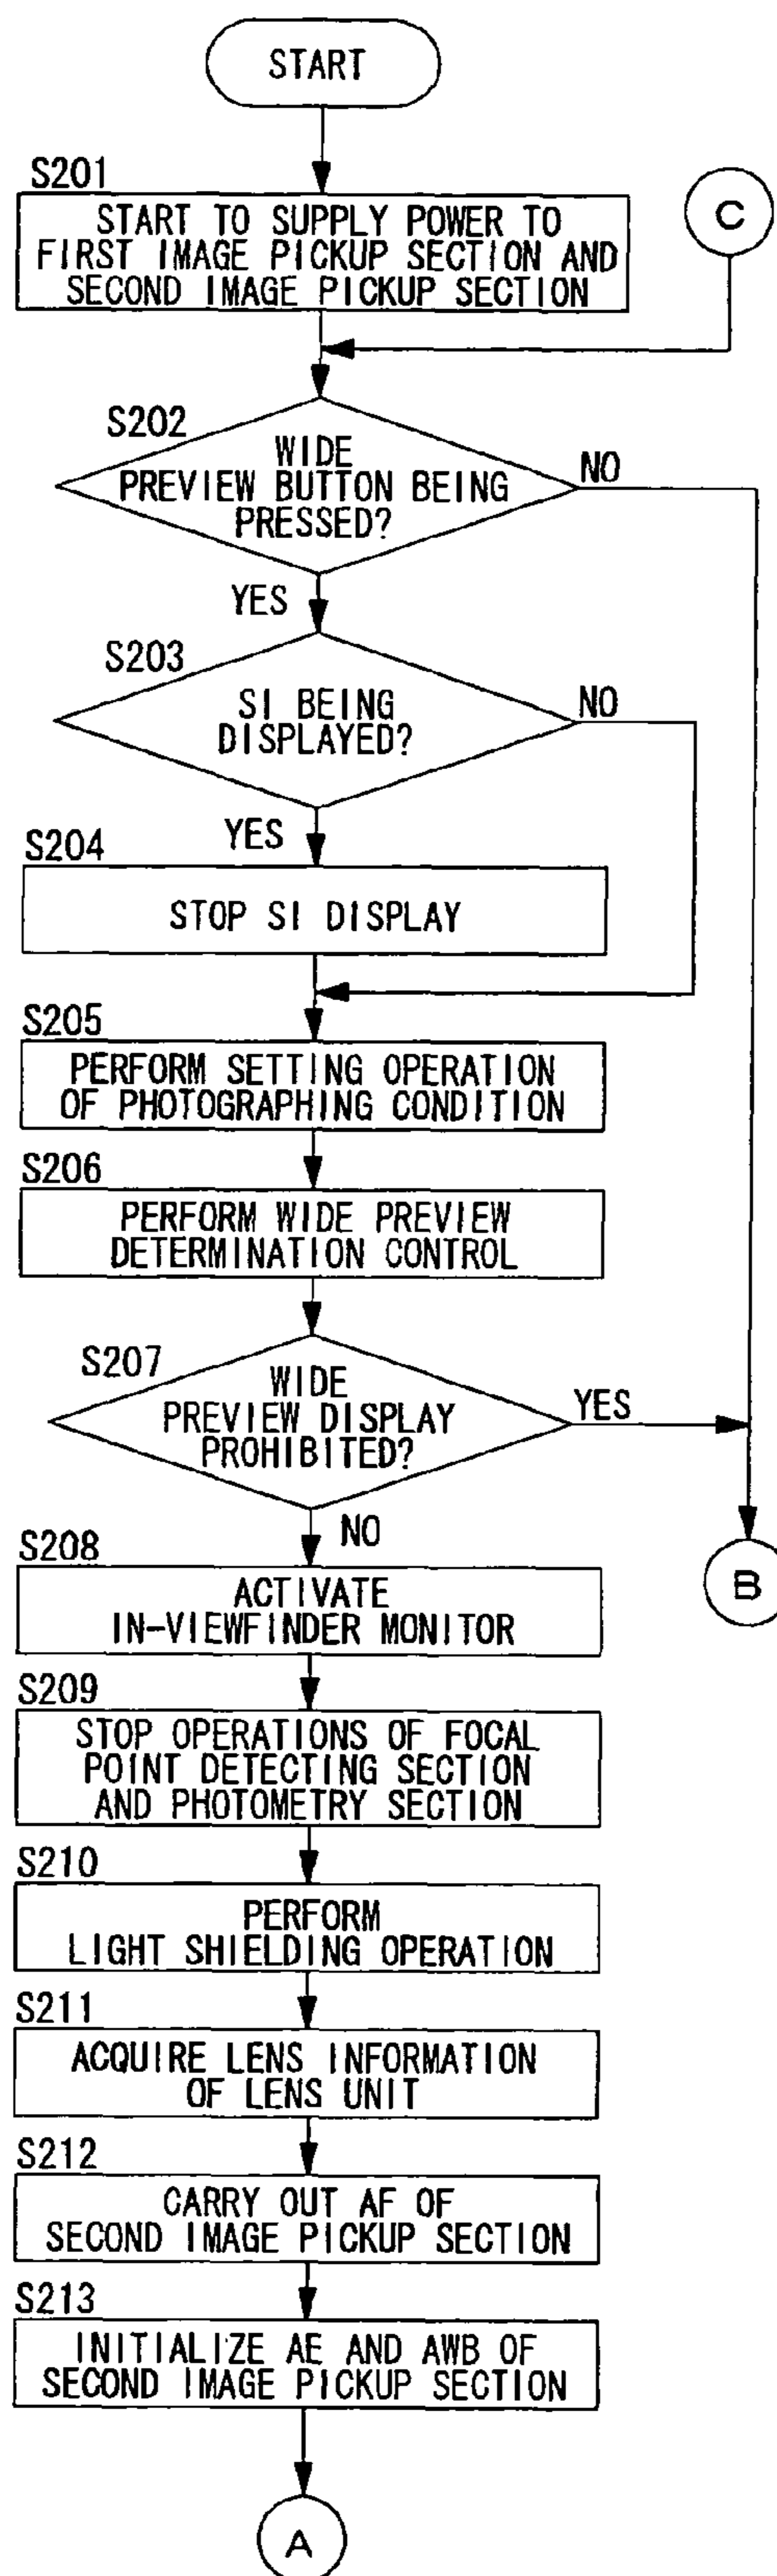 START
S201
START TO SUPPLY POWER TO
FIRST IMAGE PICKUP SECTION AND
SECOND IMAGE PICKUP SECTION
C
S202
WIDE
PREVIEW BUTTON BEING
PRESSED?
NO
YES
S203
SI BEING
DISPLAYED?
NO
YES
S204
STOP SI DISPLAY
S205
PERFORM SETTING OPERATION
OF PHOTOGRAPHING CONDITION
S206
PERFORM WIDE PREVIEW
DETERMINATION CONTROL
S207
WIDE
PREVIEW DISPLAY
PROHIBITED?
YES
NO
B
S208
ACTIVATE
IN-VIEWFINDER MONITOR
S209
STOP OPERATIONS OF FOCAL
POINT DETECTING SECTION
AND PHOTOMETRY SECTION
S210
PERFORM
LIGHT SHIELDING OPERATION
S211
ACQUIRE LENS INFORMATION
OF LENS UNIT
S212
CARRY OUT AF OF
SECOND IMAGE PICKUP SECTION
S213
INITIALIZE AE AND AWB OF
SECOND IMAGE PICKUP SECTION
A